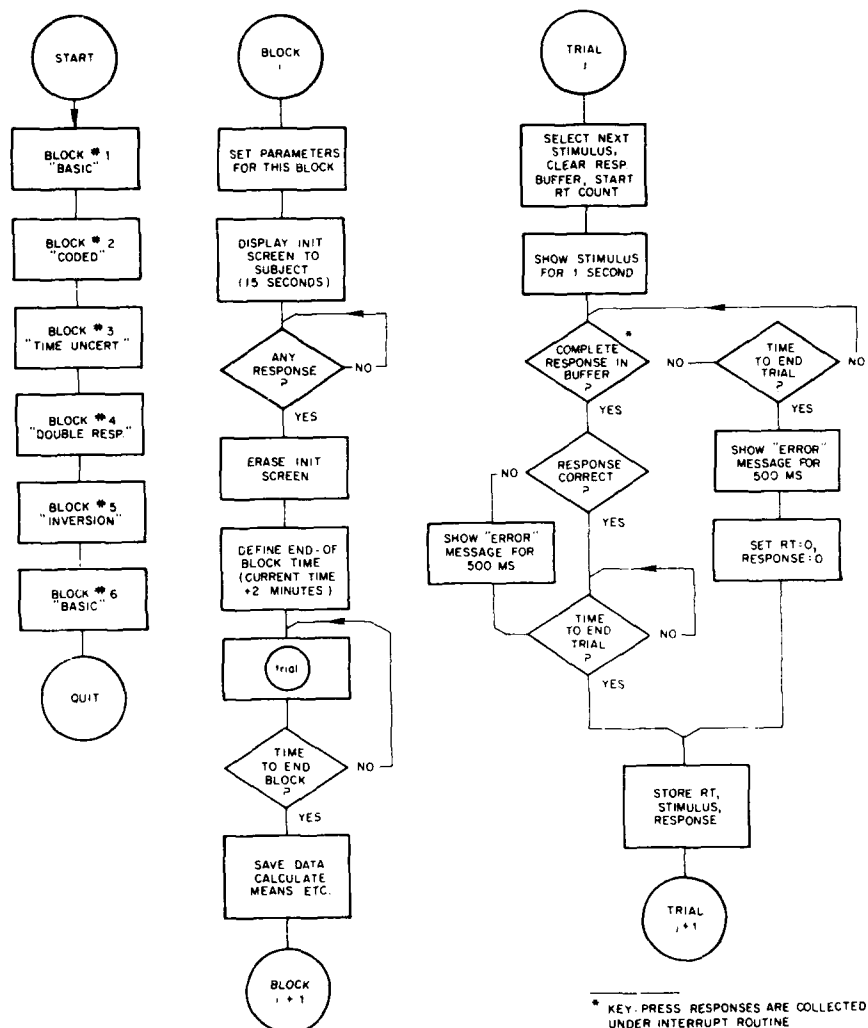 START
BLOCK # 1
"BASIC"
BLOCK # 2
"CODED"
BLOCK # 3
"TIME UNCERT"
BLOCK # 4
"DOUBLE RESP."
BLOCK # 5
"INVERSION"
BLOCK # 6
"BASIC"
QUIT
BLOCK
i
SET PARAMETERS
FOR THIS BLOCK
DISPLAY INIT
SCREEN TO
SUBJECT
(15 SECONDS)
ANY
RESPONSE
?
NO
YES
ERASE INIT
SCREEN
DEFINE END-OF
BLOCK TIME
(CURRENT TIME
+2 MINUTES)
trial
TIME
TO END
BLOCK
?
NO
YES
SAVE DATA
CALCULATE
MEANS ETC.
BLOCK
i + 1
TRIAL
j
SELECT NEXT
STIMULUS,
CLEAR RESP
BUFFER, START
RT COUNT
SHOW STIMULUS
FOR 1 SECOND
COMPLETE
RESPONSE IN
BUFFER
?
*
NO
YES
TIME
TO END
TRIAL
?
NO
YES
RESPONSE
CORRECT
?
NO
YES
SHOW "ERROR"
MESSAGE FOR
500 MS
SHOW "ERROR"
MESSAGE FOR
500 MS
SET RT=0,
RESPONSE=0
TIME
TO END
TRIAL
?
NO
YES
STORE RT,
STIMULUS,
RESPONSE
TRIAL
j + 1
* KEY-PRESS RESPONSES ARE COLLECTED
UNDER INTERRUPT ROUTINE